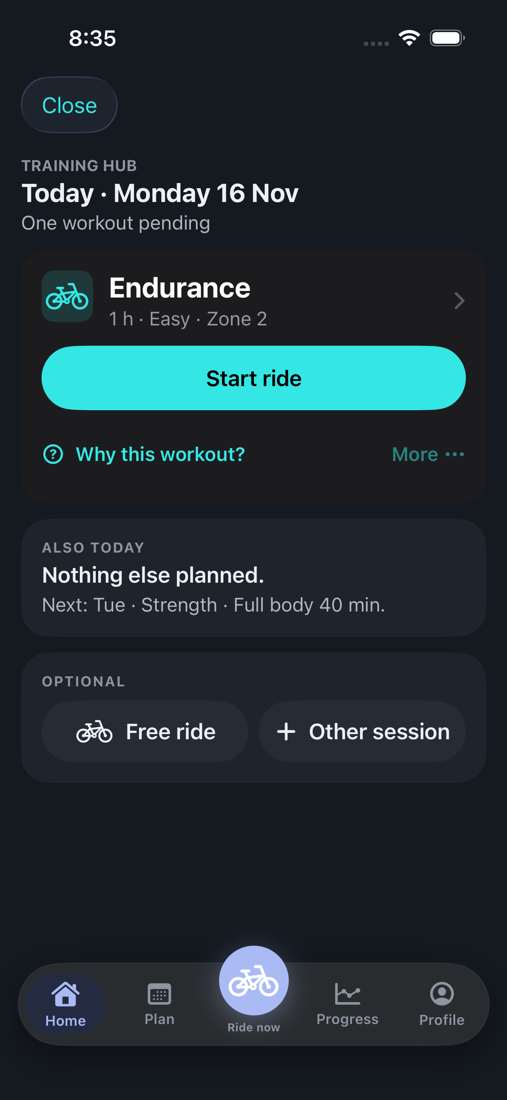 8:35
Close
TRAINING HUB
Today · Monday 16 Nov
One workout pending
Endurance
1 h · Easy · Zone 2
Start ride
Why this workout?
More ···
ALSO TODAY
Nothing else planned.
Next: Tue · Strength · Full body 40 min.
OPTIONAL
Free ride
+ Other session
Home
Plan
Ride now
Progress
Profile